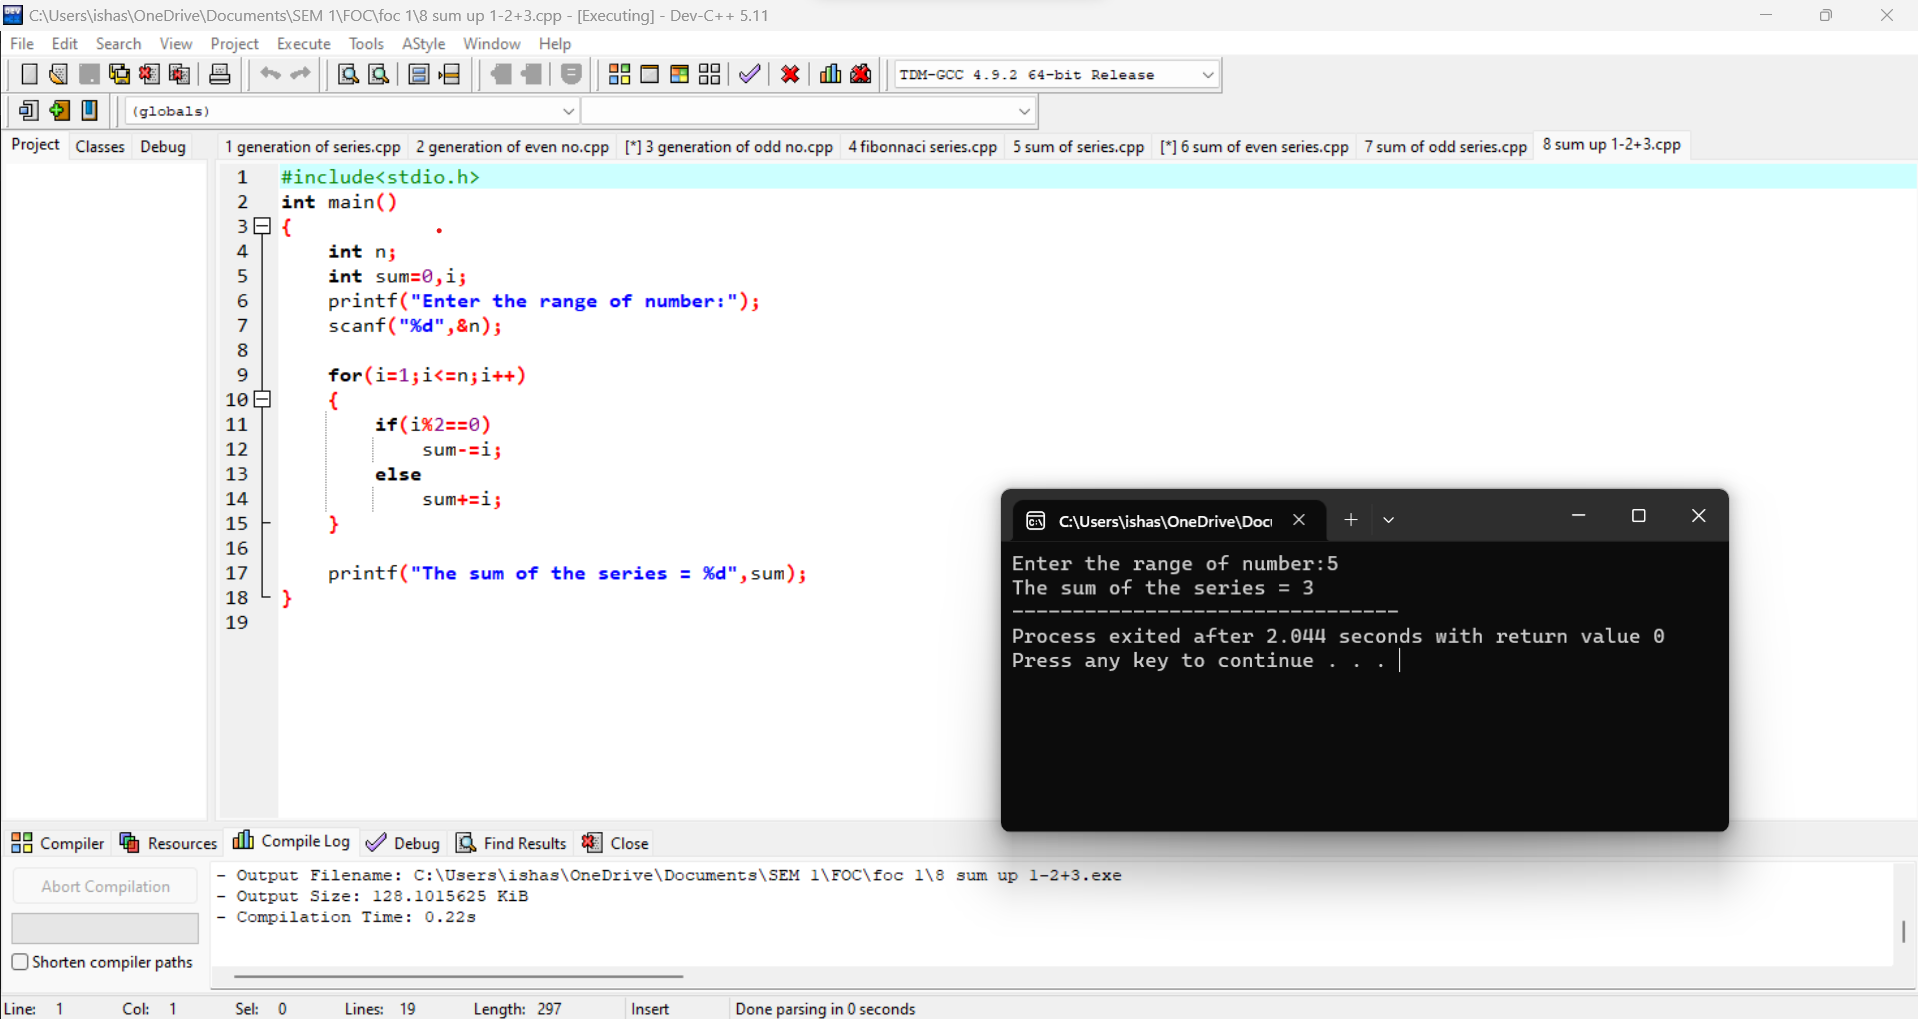 C:\Users\ishas\OneDrive\Documents\SEM 1\FOC\foc 1\8 sum up 1-2+3.cpp - [Executing] - Dev-C++ 5.11
File Edit Search View Project Execute Tools AStyle Window Help
TDM-GCC 4.9.2 64-bit Release
(globals)
Project Classes Debug
1 generation of series.cpp 2 generation of even no.cpp [*] 3 generation of odd no.cpp 4 fibonnaci series.cpp 5 sum of series.cpp [*] 6 sum of even series.cpp 7 sum of odd series.cpp 8 sum up 1-2+3.cpp
1 #include<stdio.h>
2 int main()
3 {
4 int n;
5 int sum=0,i;
6 printf("Enter the range of number:");
7 scanf("%d",&n);
8
9 for(i=1;i<=n;i++)
10 {
11 if(i%2==0)
12 sum-=i;
13 else
14 sum+=i;
15 }
16
17 printf("The sum of the series = %d",sum);
18 }
19
C:\Users\ishas\OneDrive\Doc
Enter the range of number:5
The sum of the series = 3
--------------------------------
Process exited after 2.044 seconds with return value 0
Press any key to continue . . .
Compiler Resources Compile Log Debug Find Results Close
Abort Compilation
Shorten compiler paths
- Output Filename: C:\Users\ishas\OneDrive\Documents\SEM 1\FOC\foc 1\8 sum up 1-2+3.exe
- Output Size: 128.1015625 KiB
- Compilation Time: 0.22s
Line: 1 Col: 1 Sel: 0 Lines: 19 Length: 297 Insert Done parsing in 0 seconds